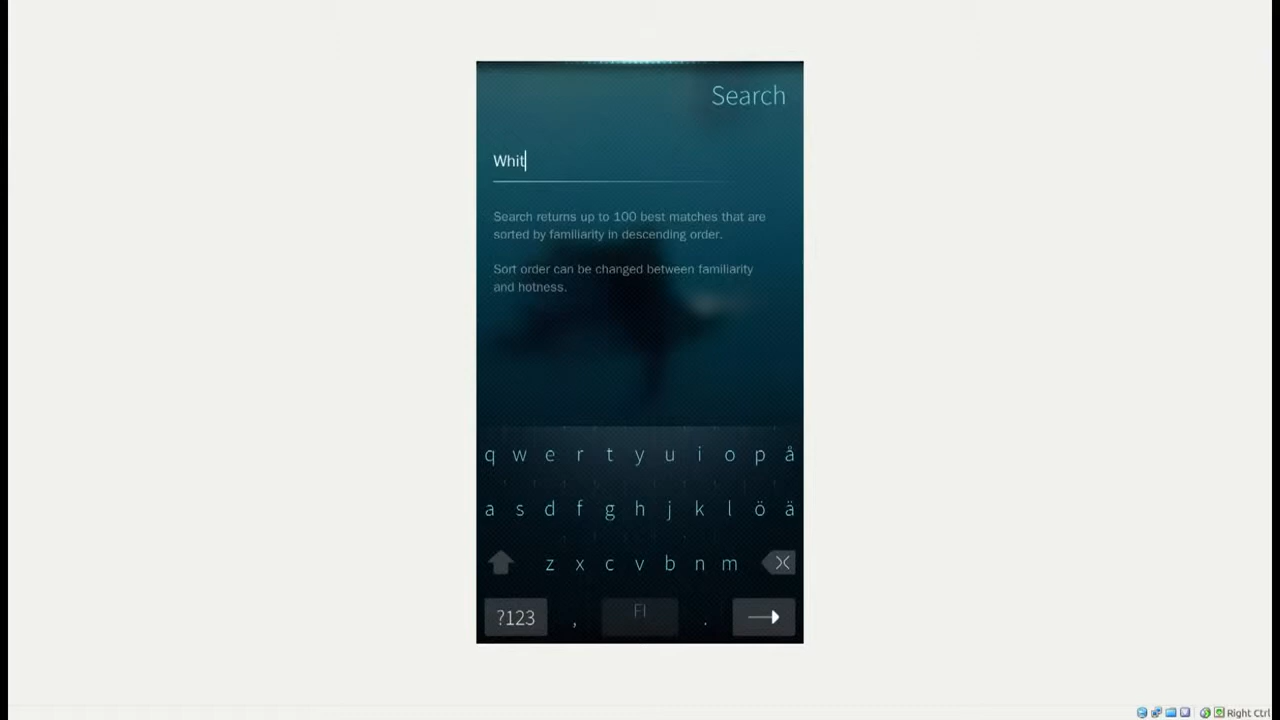 Search
Whit
Search returns up to 100 best matches that are
sorted by familiarity in descending order.
Sort order can be changed between familiarity
and hotness.
q w e r t y u i o p å
a s d f g h j k l ö ä
z x c v b n m
?123 , FI .
Right Ctrl